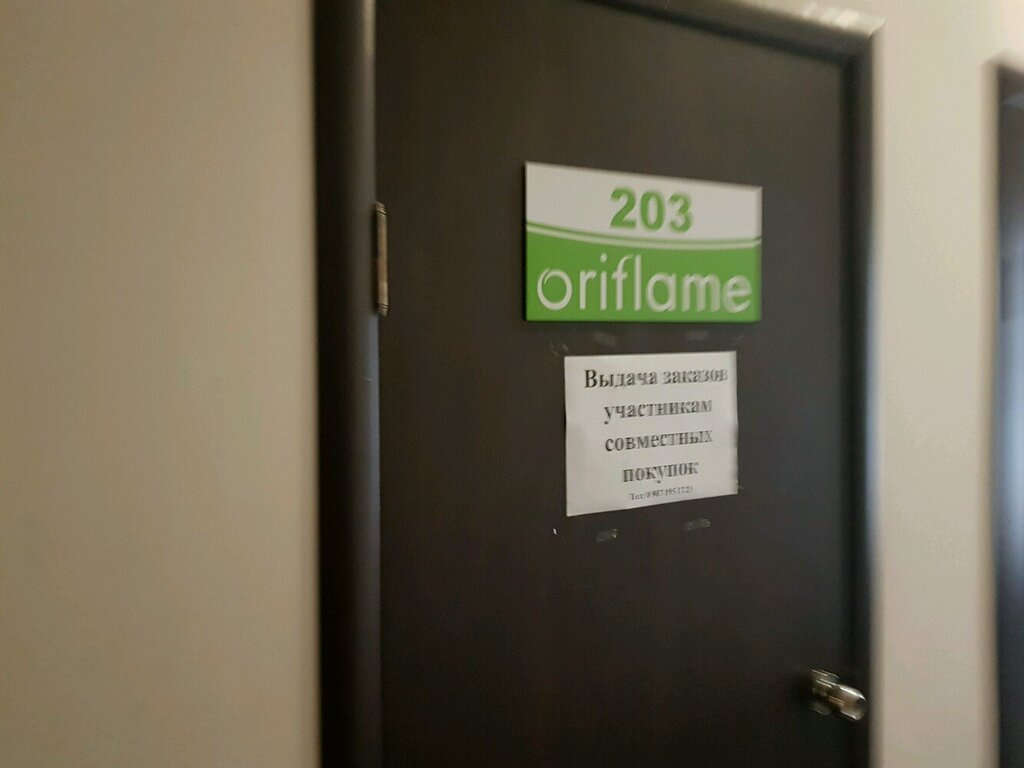 203
oriflame
Выдача заказов
участникам
совместных
покупок